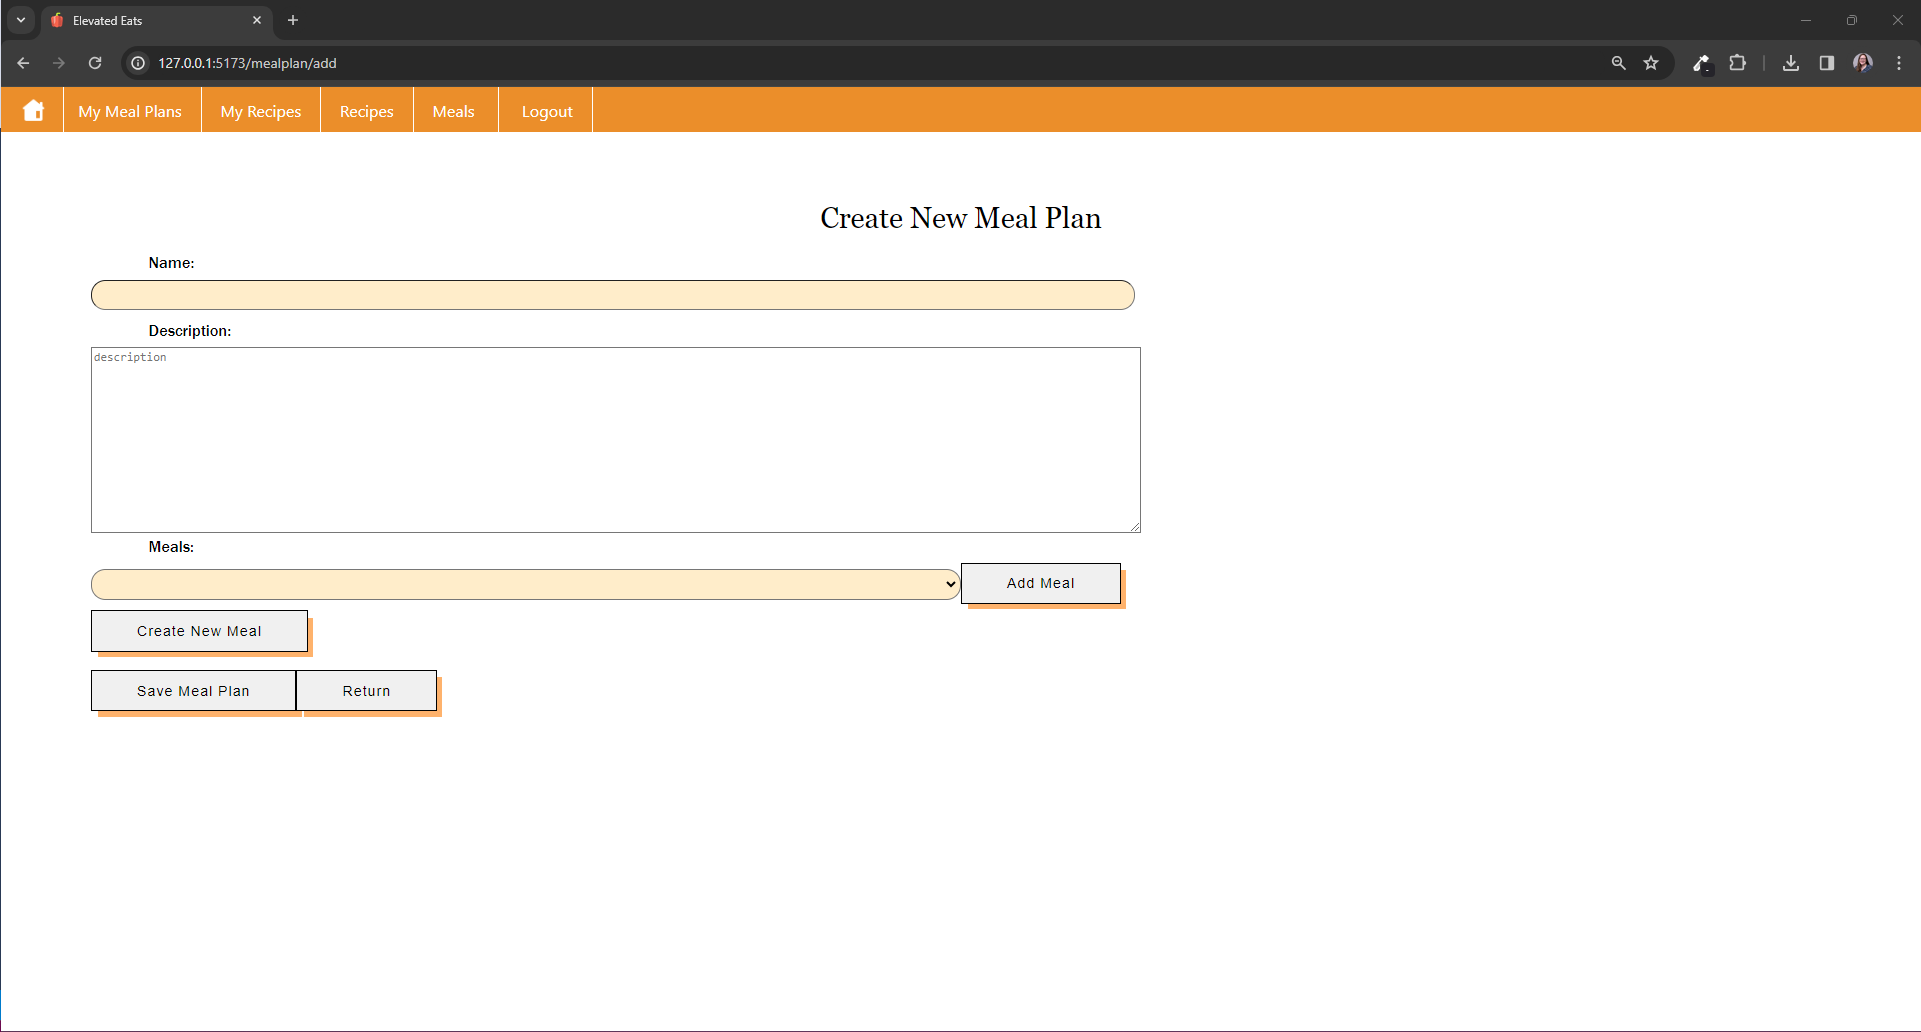 Elevated Eats
127.0.0.1:5173/mealplan/add
My Meal Plans My Recipes Recipes Meals Logout
Create New Meal Plan
Name:
Description:
description
Meals:
Add Meal
Create New Meal
Save Meal Plan Return